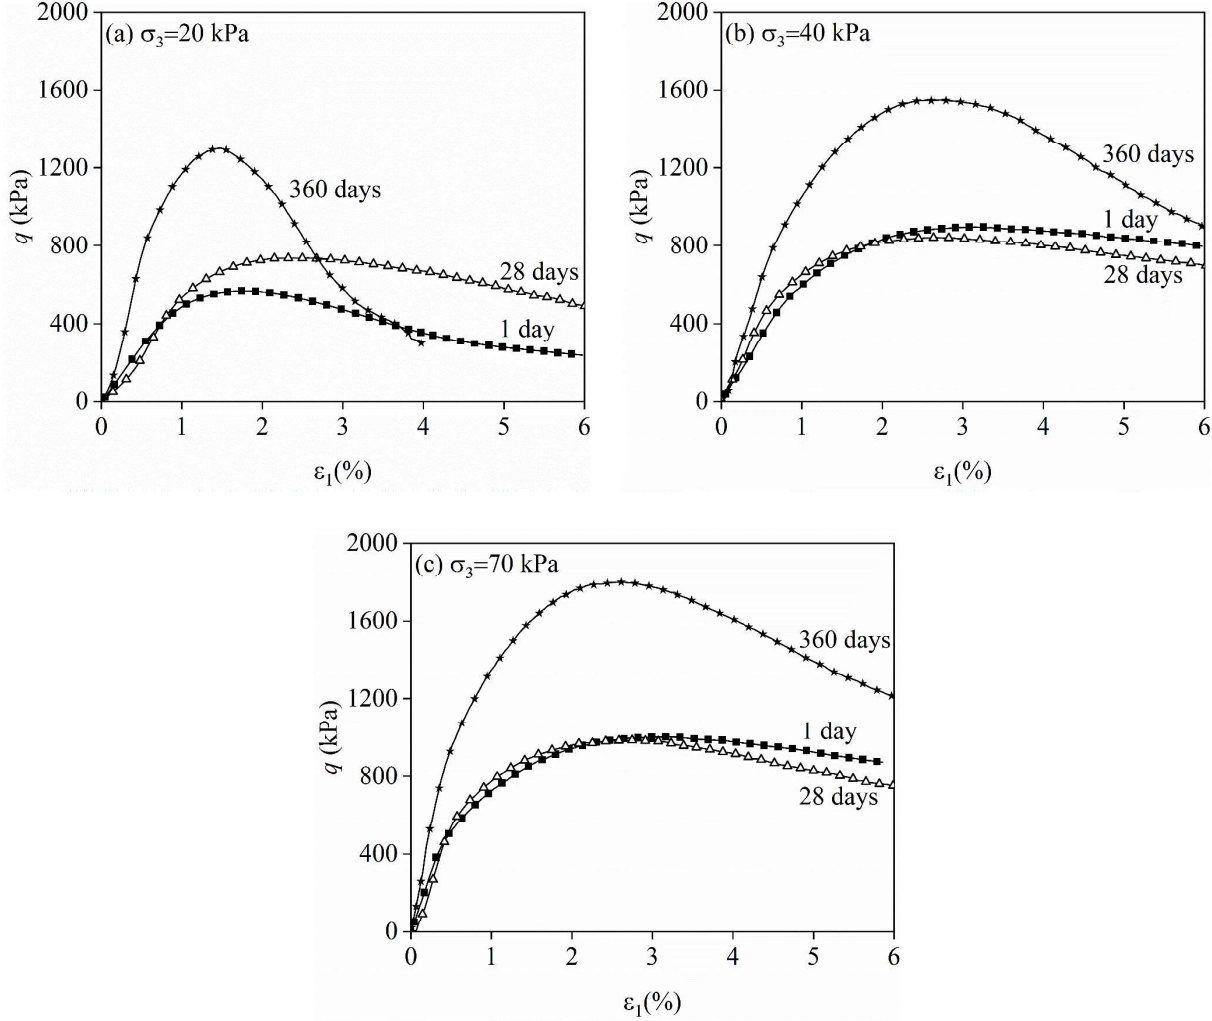 (a) σ3=20 kPa
2000
1600
1200
800
400
0
q (kPa)
360 days
28 days
1 day
0 1 2 3 4 5 6
ε1(%)
(b) σ3=40 kPa
2000
1600
1200
800
400
0
q (kPa)
360 days
1 day
28 days
0 1 2 3 4 5 6
ε1(%)
(c) σ3=70 kPa
2000
1600
1200
800
400
0
q (kPa)
360 days
1 day
28 days
0 1 2 3 4 5 6
ε1(%)